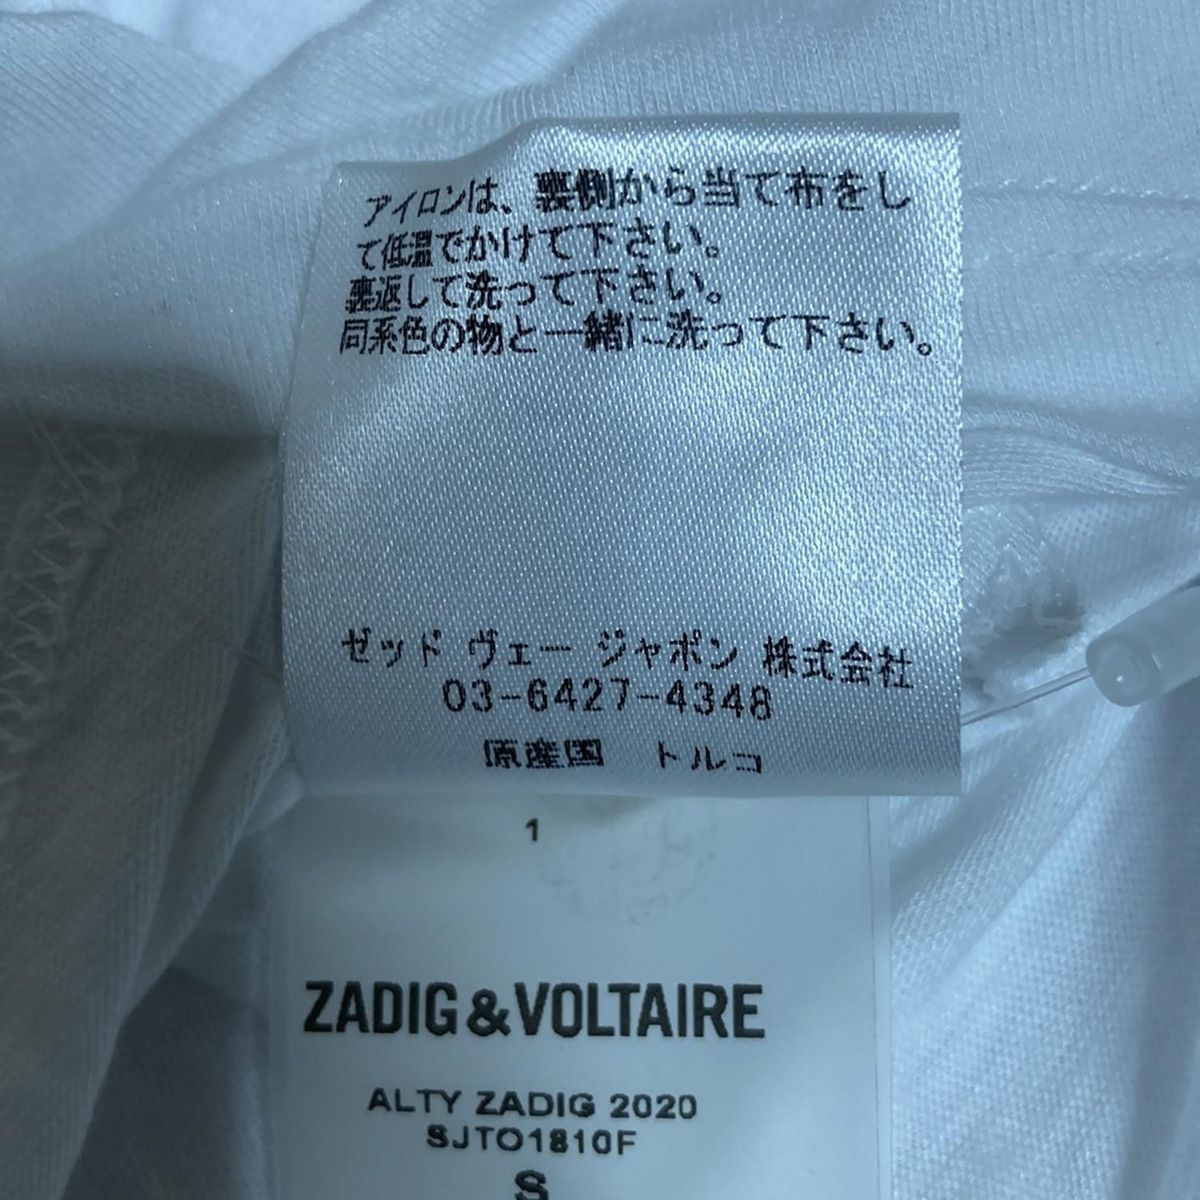 アイロンは、裏側から当て布をし
て低温でかけて下さい。
裏返して洗って下さい。
同系色の物と一緒に洗って下さい。
ゼッド ヴェー ジャポン 株式会社
03-6427-4348
原産国 トルコ
1
ZADIG&VOLTAIRE
ALTY ZADIG 2020
SJTO1810F
S